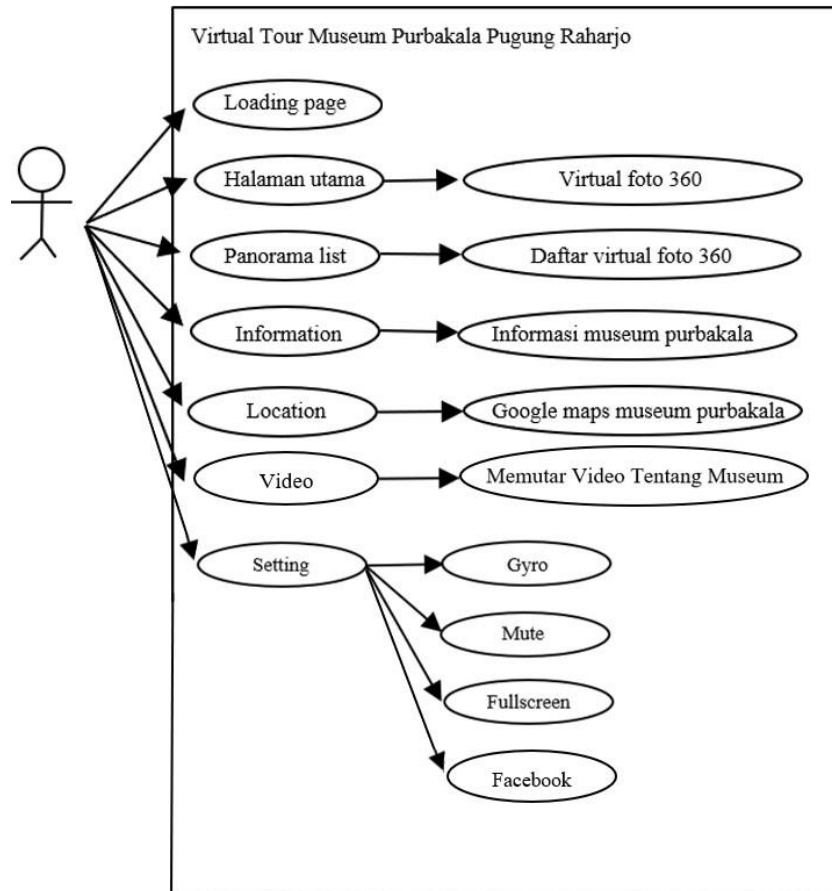 Virtual Tour Museum Purbakala Pugung Raharjo
Loading page
Halaman utama
Virtual foto 360
Panorama list
Daftar virtual foto 360
Information
Informasi museum purbakala
Location
Google maps museum purbakala
Video
Memutar Video Tentang Museum
Setting
Gyro
Mute
Fullscreen
Facebook